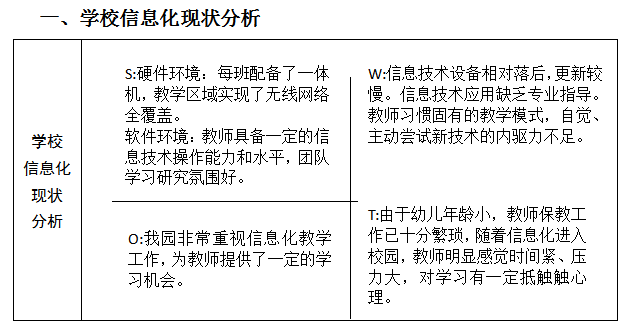 一、学校信息化现状分析
学校
信息化
现状
分析
S:硬件环境：每班配备了一体
机，教学区域实现了无线网络
全覆盖。
软件环境：教师具备一定的信
息技术操作能力和水平，团队
学习研究氛围好。
W:信息技术设备相对落后，更新较
慢。信息技术应用缺乏专业指导。
教师习惯固有的教学模式，自觉、
主动尝试新技术的内驱力不足。
O:我园非常重视信息化教学
工作，为教师提供了一定的学
习机会。
T:由于幼儿年龄小，教师保教工
作已十分繁琐，随着信息化进入
校园，教师明显感觉时间紧、压
力大，对学习有一定抵触触心
理。